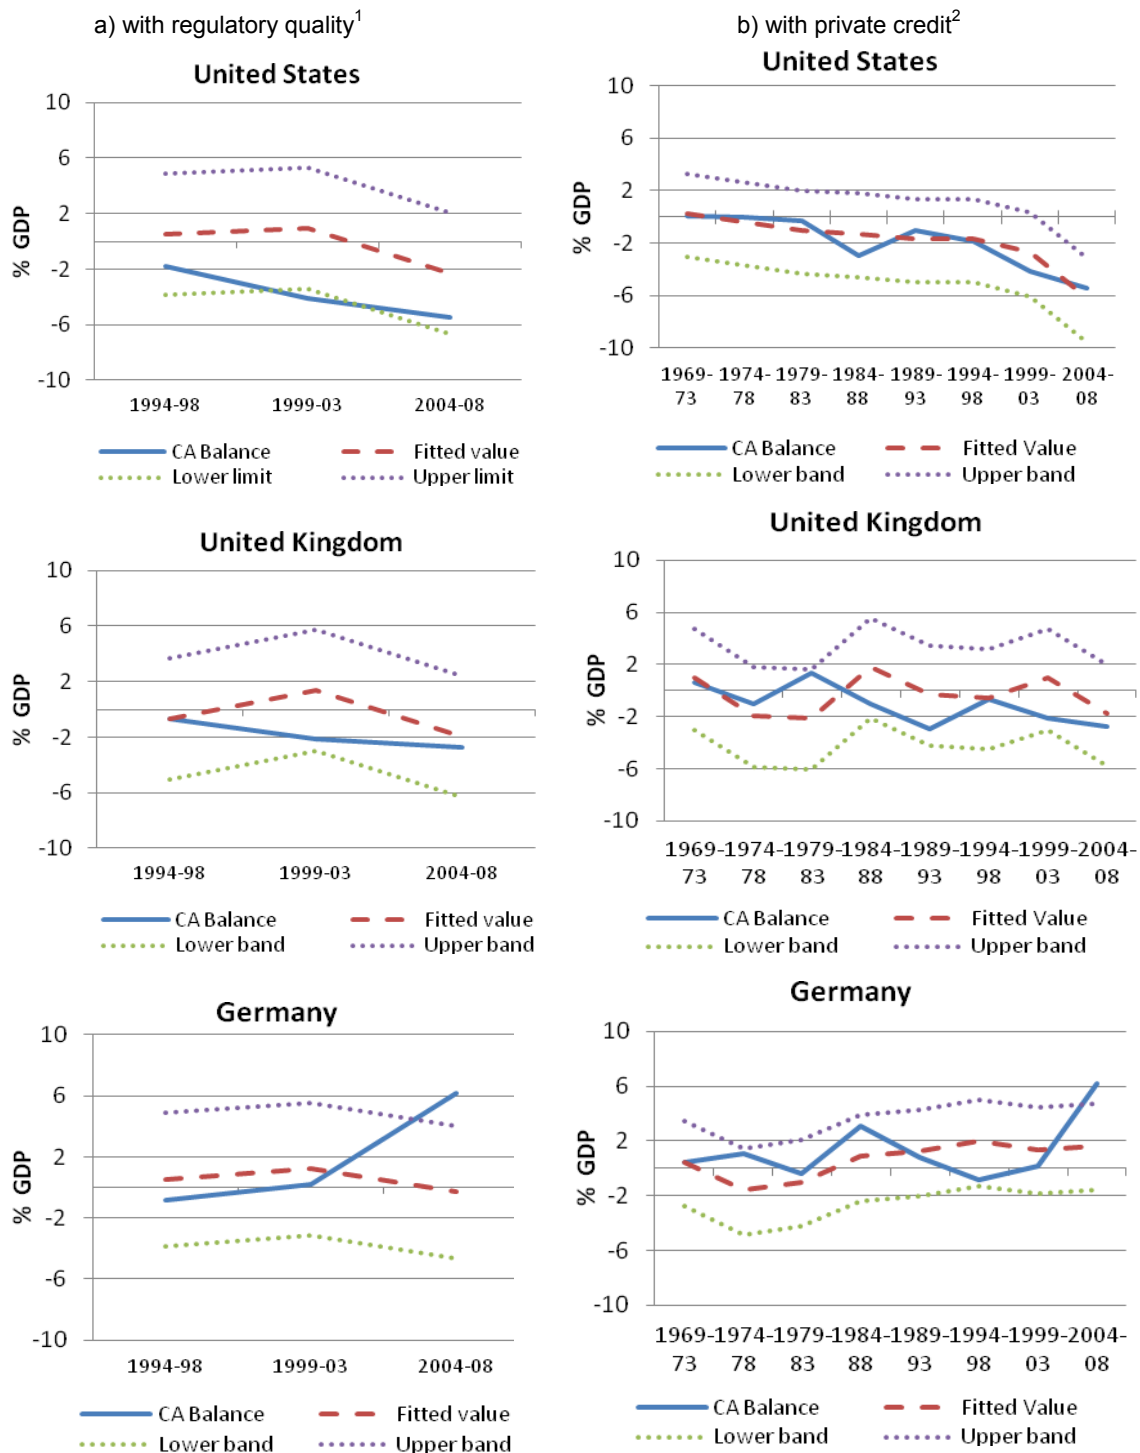 a) with regulatory quality1
b) with private credit2
United States
10
6
2
-2
-6
-10
% GDP
1994-98 1999-03 2004-08
CA Balance Fitted value
Lower limit Upper limit
United States
10
6
2
-2
-6
-10
% GDP
1969- 1974- 1979- 1984- 1989- 1994- 1999- 2004-
73 78 83 88 93 98 03 08
CA Balance Fitted Value
Lower band Upper band
United Kingdom
10
6
2
-2
-6
-10
% GDP
1994-98 1999-03 2004-08
CA Balance Fitted value
Lower band Upper band
United Kingdom
10
6
2
-2
-6
-10
% GDP
1969- 1974- 1979- 1984- 1989- 1994- 1999- 2004-
73 78 83 88 93 98 03 08
CA Balance Fitted Value
Lower band Upper band
Germany
10
6
2
-2
-6
-10
% GDP
1994-98 1999-03 2004-08
CA Balance Fitted value
Lower band Upper band
Germany
10
6
2
-2
-6
-10
% GDP
1969- 1974- 1979- 1984- 1989- 1994- 1999- 2004-
73 78 83 88 93 98 03 08
CA Balance Fitted Value
Lower band Upper band